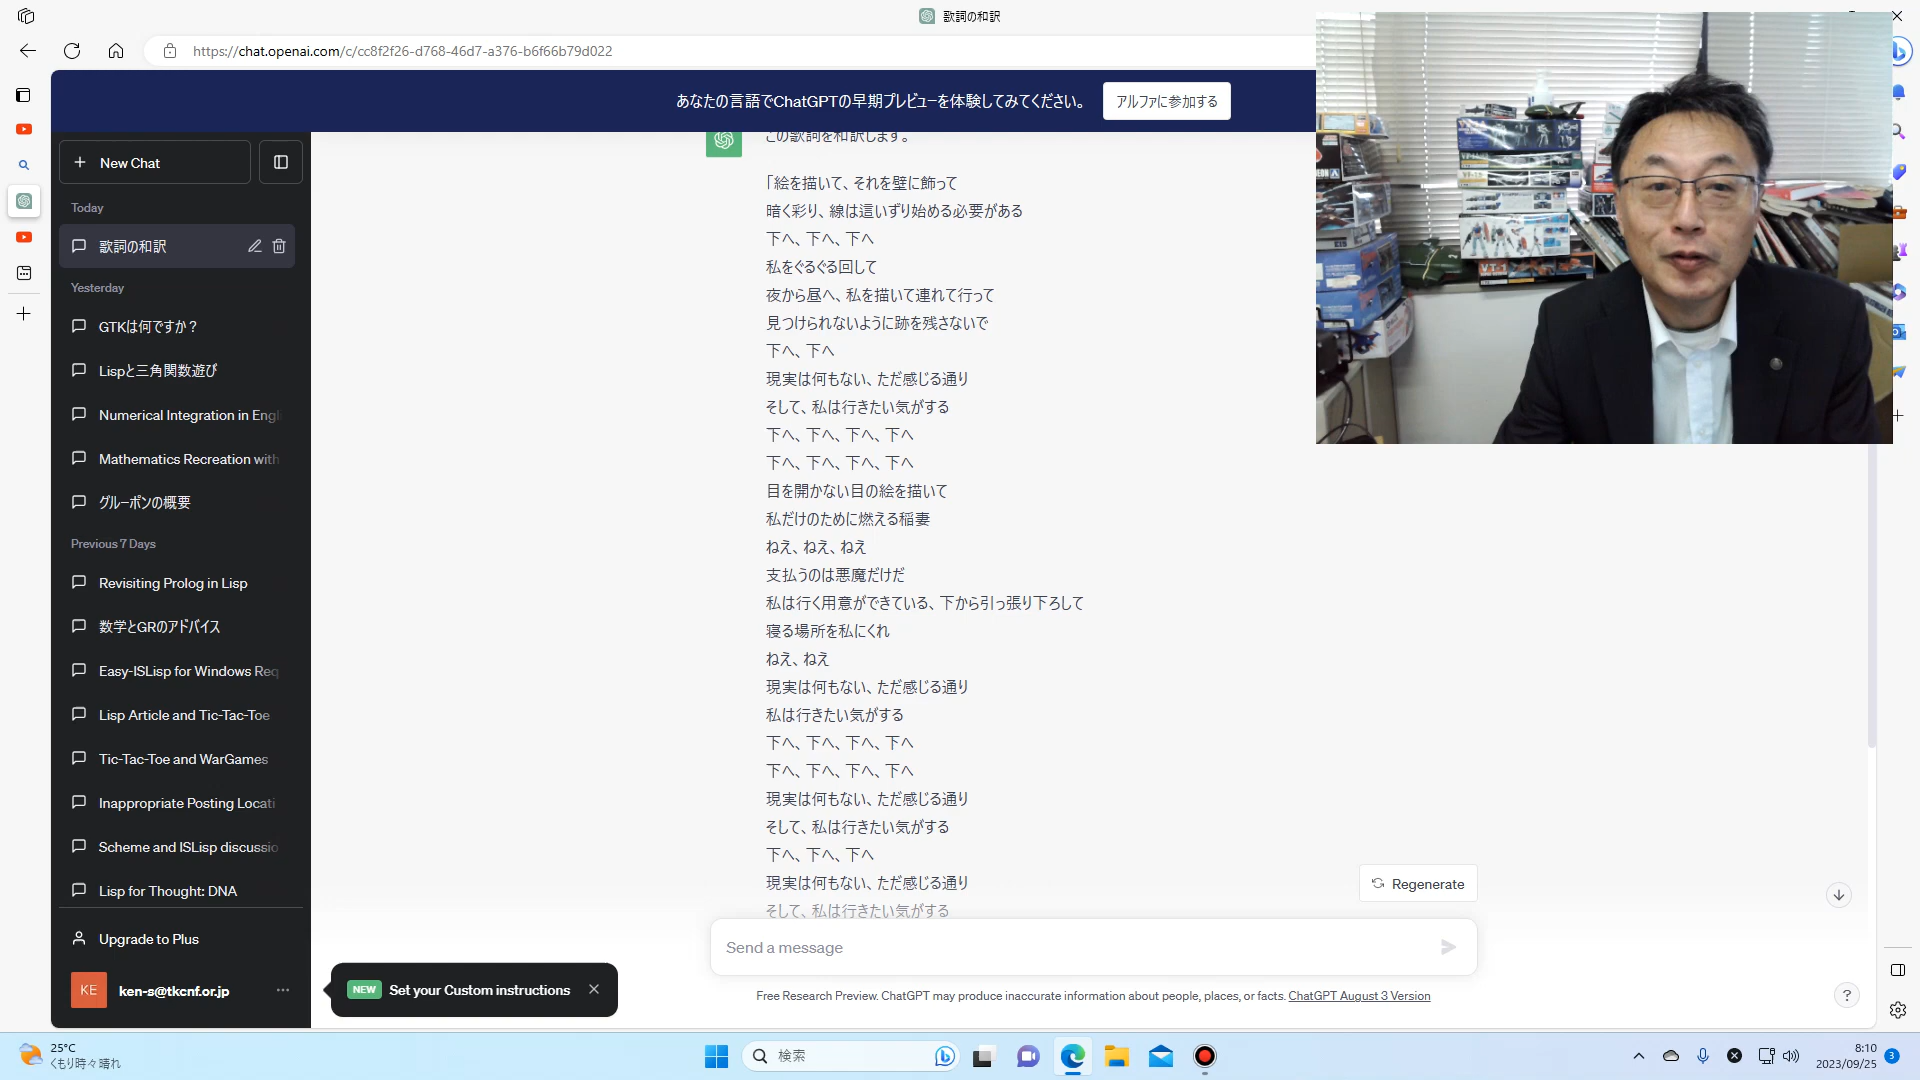 歌詞の和訳
https://chat.openai.com/c/cc8f2f26-d768-46d7-a376-b6f66b79d022
あなたの言語でChatGPTの早期プレビューを体験してみてください。
アルファに参加する
New Chat
Today
歌詞の和訳
Yesterday
GTKは何ですか？
Lispと三角関数遊び
Numerical Integration in Engl
Mathematics Recreation with
グルーポンの概要
Previous 7 Days
Revisiting Prolog in Lisp
数学とGRのアドバイス
Easy-ISLisp for Windows Req
Lisp Article and Tic-Tac-Toe
Tic-Tac-Toe and WarGames
Inappropriate Posting Locati
Scheme and ISLisp discussio
Lisp for Thought: DNA
Upgrade to Plus
KE
ken-s@tkcnf.or.jp
この歌詞を和訳します。
「絵を描いて、それを壁に飾って
暗く彩り、線は這いずり始める必要がある
下へ、下へ、下へ
私をぐるぐる回して
夜から昼へ、私を描いて連れて行って
見つけられないように跡を残さないで
下へ、下へ
現実は何もない、ただ感じる通り
そして、私は行きたい気がする
下へ、下へ、下へ、下へ
下へ、下へ、下へ、下へ
目を開かない目の絵を描いて
私だけのために燃える稲妻
ねえ、ねえ、ねえ
支払うのは悪魔だけだ
私は行く用意ができている、下から引っ張り下ろして
寝る場所を私にくれ
ねえ、ねえ
現実は何もない、ただ感じる通り
私は行きたい気がする
下へ、下へ、下へ、下へ
下へ、下へ、下へ、下へ
現実は何もない、ただ感じる通り
そして、私は行きたい気がする
下へ、下へ、下へ
現実は何もない、ただ感じる通り
そして、私は行きたい気がする
Regenerate
Send a message
NEW Set your Custom instructions
Free Research Preview. ChatGPT may produce inaccurate information about people, places, or facts. ChatGPT August 3 Version
?
VT-1
E15
25°C
くもり時々晴れ
検索
8:10
2023/09/25
3